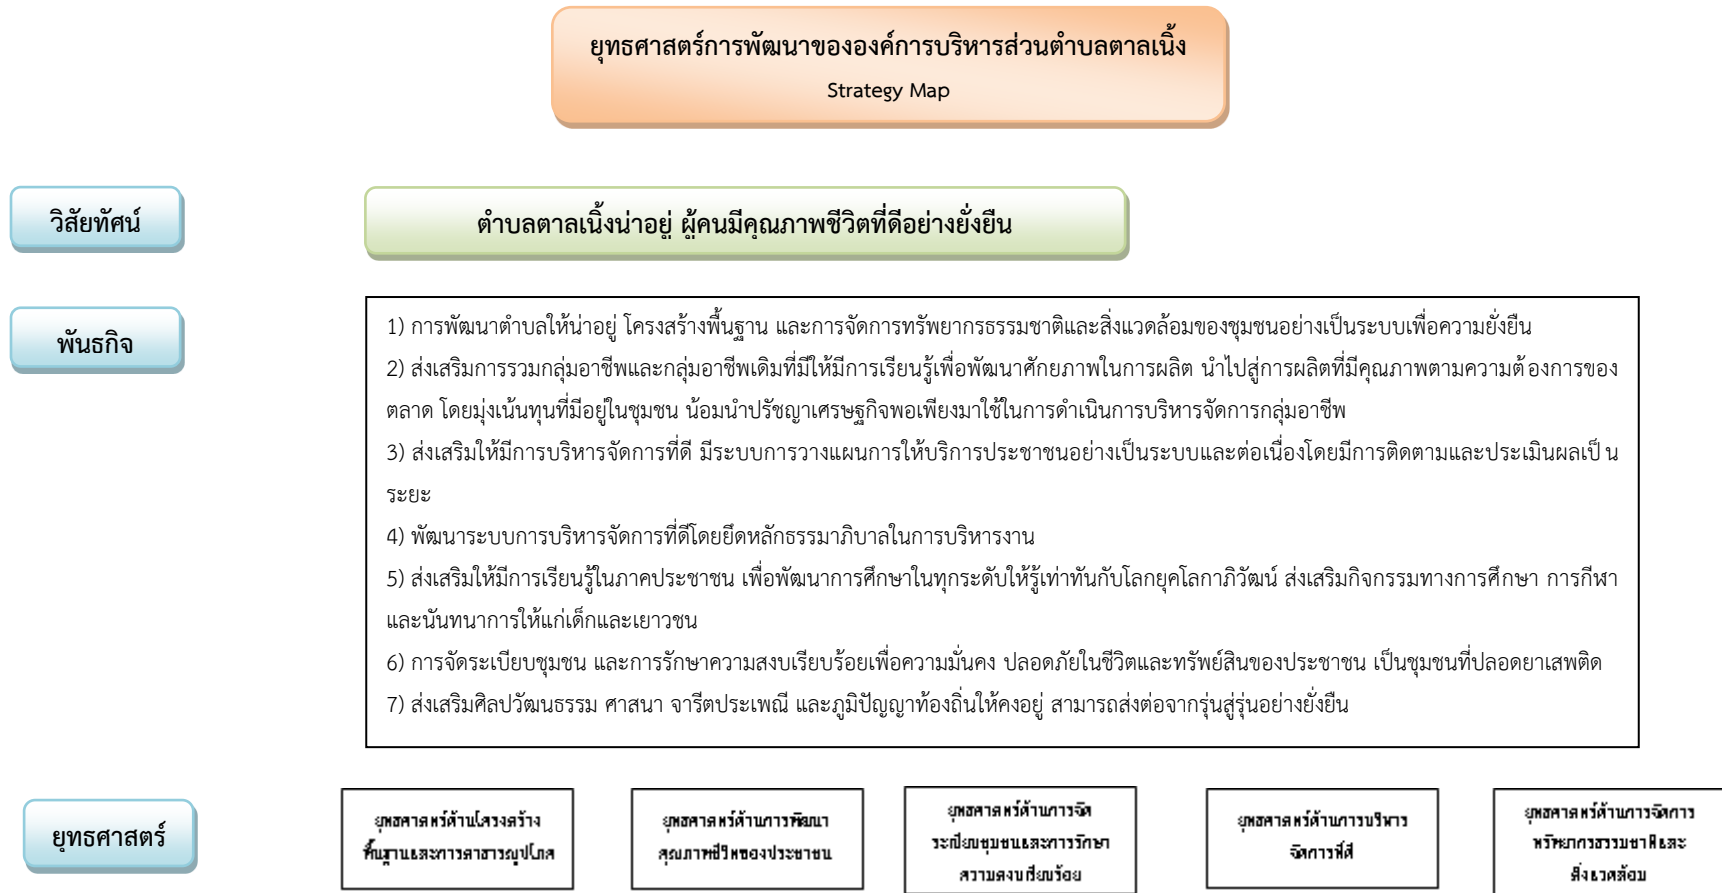 ยุทธศาสตร์การพัฒนาขององค์การบริหารส่วนตำบลตาลเนิ้ง
Strategy Map
วิสัยทัศน์
ตำบลตาลเนิ้งน่าอยู่ ผู้คนมีคุณภาพชีวิตที่ดีอย่างยั่งยืน
พันธกิจ
1) การพัฒนาตำบลให้น่าอยู่ โครงสร้างพื้นฐาน และการจัดการทรัพยากรธรรมชาติและสิ่งแวดล้อมของชุมชนอย่างเป็นระบบเพื่อความยั่งยืน
2) ส่งเสริมการรวมกลุ่มอาชีพและกลุ่มอาชีพเดิมที่มีให้มีการเรียนรู้เพื่อพัฒนาศักยภาพในการผลิต นำไปสู่การผลิตที่มีคุณภาพตามความต้องการของ
ตลาด โดยมุ่งเน้นทุนที่มีอยู่ในชุมชน น้อมนำปรัชญาเศรษฐกิจพอเพียงมาใช้ในการดำเนินการบริหารจัดการกลุ่มอาชีพ
3) ส่งเสริมให้มีการบริหารจัดการที่ดี มีระบบการวางแผนการให้บริการประชาชนอย่างเป็นระบบและต่อเนื่องโดยมีการติดตามและประเมินผลเป็น
ระยะ
4) พัฒนาระบบการบริหารจัดการที่ดีโดยยึดหลักธรรมาภิบาลในการบริหารงาน
5) ส่งเสริมให้มีการเรียนรู้ในภาคประชาชน เพื่อพัฒนาการศึกษาในทุกระดับให้รู้เท่าทันกับโลกยุคโลกาภิวัฒน์ ส่งเสริมกิจกรรมทางการศึกษา การกีฬา
และนันทนาการให้แก่เด็กและเยาวชน
6) การจัดระเบียบชุมชน และการรักษาความสงบเรียบร้อยเพื่อความมั่นคง ปลอดภัยในชีวิตและทรัพย์สินของประชาชน เป็นชุมชนที่ปลอดยาเสพติด
7) ส่งเสริมศิลปวัฒนธรรม ศาสนา จารีตประเพณี และภูมิปัญญาท้องถิ่นให้คงอยู่ สามารถส่งต่อจากรุ่นสู่รุ่นอย่างยั่งยืน
ยุทธศาสตร์
ยุทธศาสตร์ด้านโครงสร้าง
พื้นฐานและการสาธารณูปโภค
ยุทธศาสตร์ด้านการพัฒนา
คุณภาพชีวิตของประชาชน
ยุทธศาสตร์ด้านการจัด
ระเบียบชุมชนและการรักษา
ความสงบเรียบร้อย
ยุทธศาสตร์ด้านการบริหาร
จัดการที่ดี
ยุทธศาสตร์ด้านการจัดการ
ทรัพยากรธรรมชาติและ
สิ่งแวดล้อม